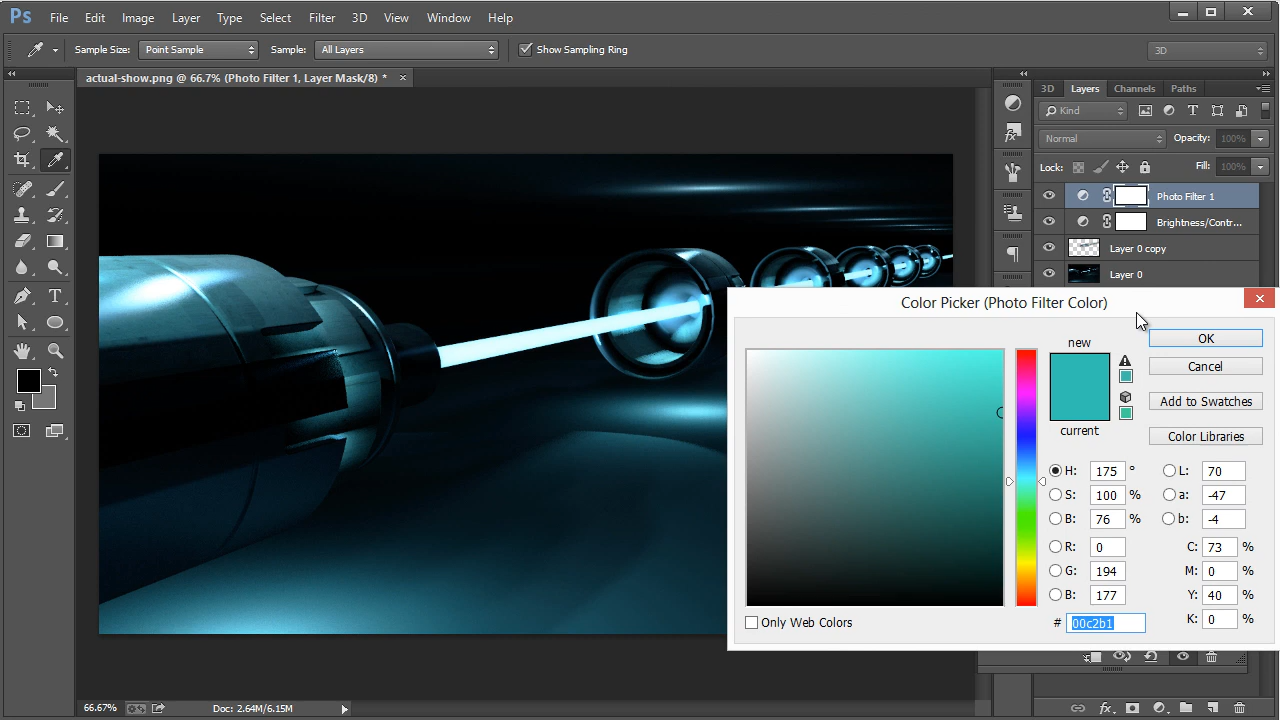 Ps File Edit Image Layer Type Select Filter 3D View Window Help
Sample Size: Point Sample Sample: All Layers Show Sampling Ring 3D
actual-show.png @ 66.7% (Photo Filter 1, Layer Mask/8) * ×
3D Layers Channels Paths
Kind
Normal Opacity: 100%
Lock: Fill: 100%
Photo Filter 1
Brightness/Contr...
Layer 0 copy
Layer 0
Color Picker (Photo Filter Color)
new
current
OK
Cancel
Add to Swatches
Color Libraries
H: 175 ° L: 70
S: 100 % a: -47
B: 76 % b: -4
R: 0 C: 73 %
G: 194 M: 0 %
B: 177 Y: 40 %
# 00c2b1 K: 0 %
Only Web Colors
66.67% Doc: 2.64M/6.15M